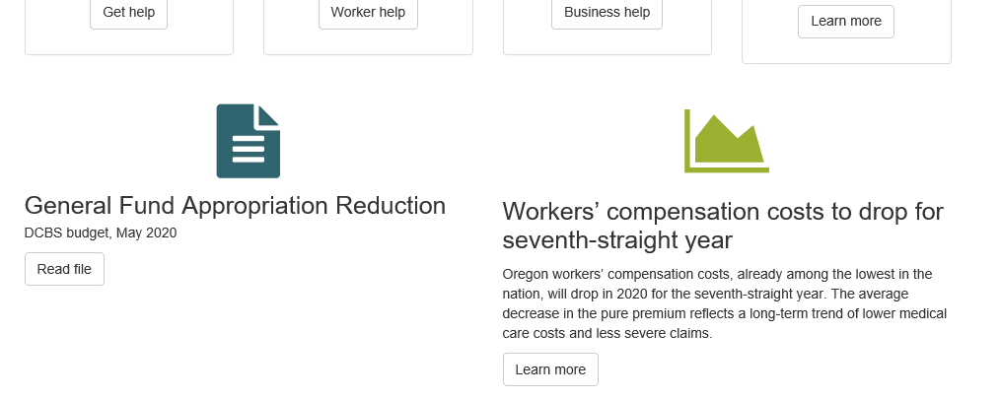 Get help
Worker help
Business help
Learn more
General Fund Appropriation Reduction
DCBS budget, May 2020
Read file
Workers’ compensation costs to drop for
seventh-straight year
Oregon workers’ compensation costs, already among the lowest in the
nation, will drop in 2020 for the seventh-straight year. The average
decrease in the pure premium reflects a long-term trend of lower medical
care costs and less severe claims.
Learn more